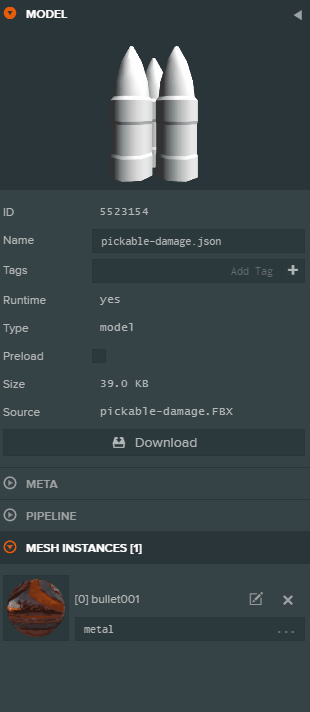 MODEL
ID 5523154
Name pickable-damage.json
Tags Add Tag +
Runtime yes
Type model
Preload
Size 39.0 KB
Source pickable-damage.FBX
Download
META
PIPELINE
MESH INSTANCES [1]
[0] bullet001
metal ...